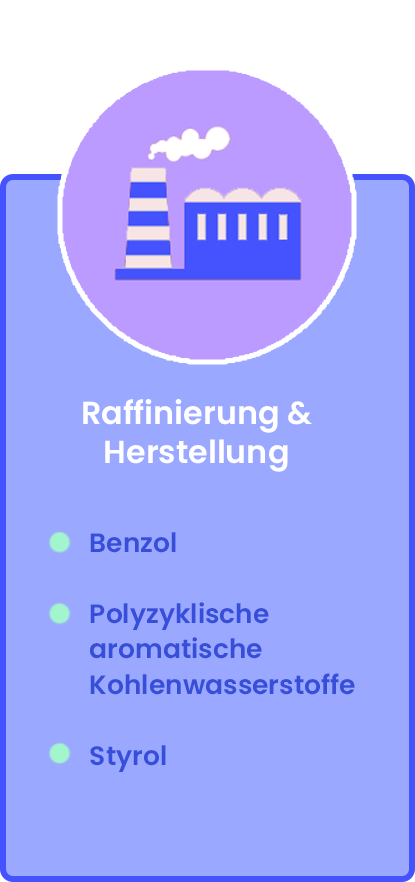 Raffinierung &
Herstellung
Benzol
Polyzyklische
aromatische
Kohlenwasserstoffe
Styrol